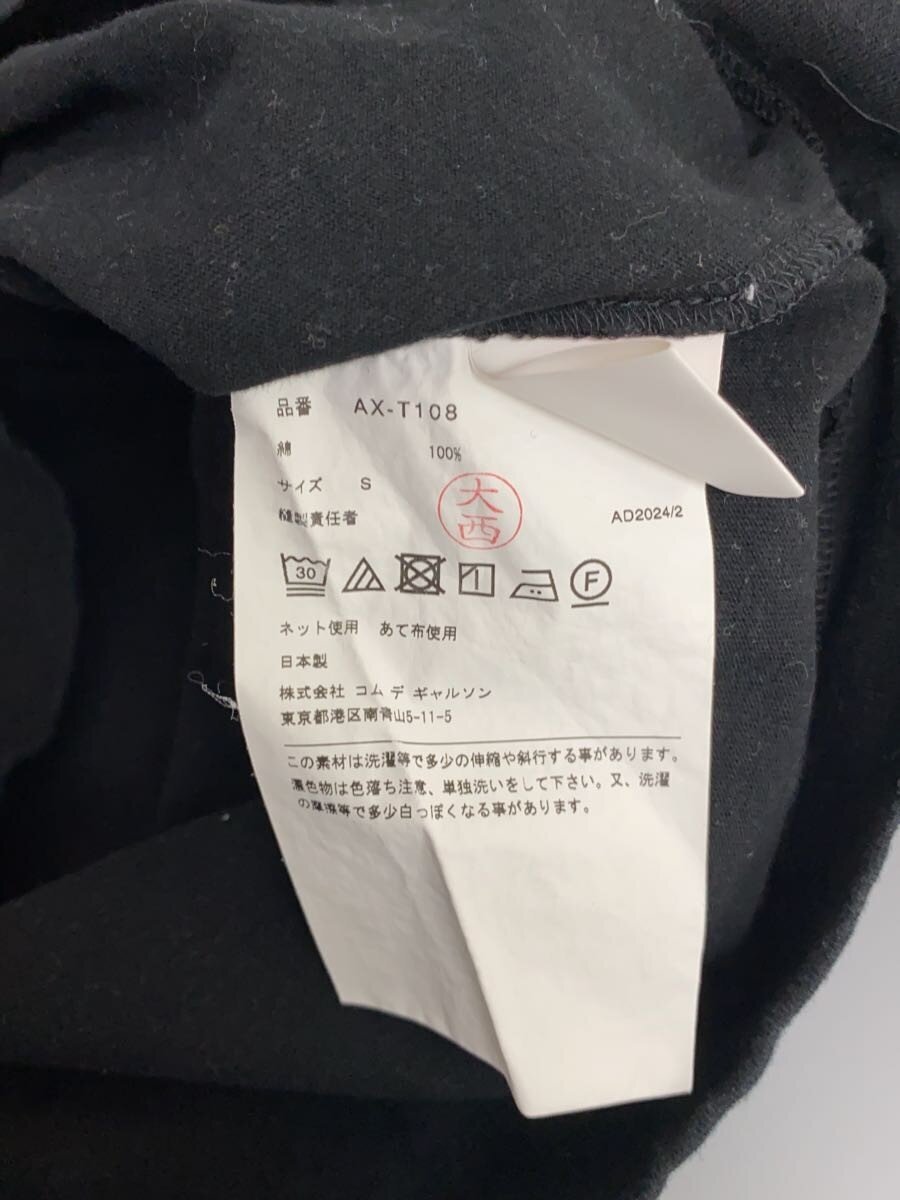 品番 AX-T108
綿 100%
サイズ S
縫製責任者 大西 AD2024/2
30 F
ネット使用 あて布使用
日本製
株式会社 コム デ ギャルソン
東京都港区南青山5-11-5
この素材は洗濯等で多少の伸縮や斜行する事があります。
濃色物は色落ち注意、単独洗いをして下さい。又、洗濯
の摩擦等で多少白っぽくなる事があります。